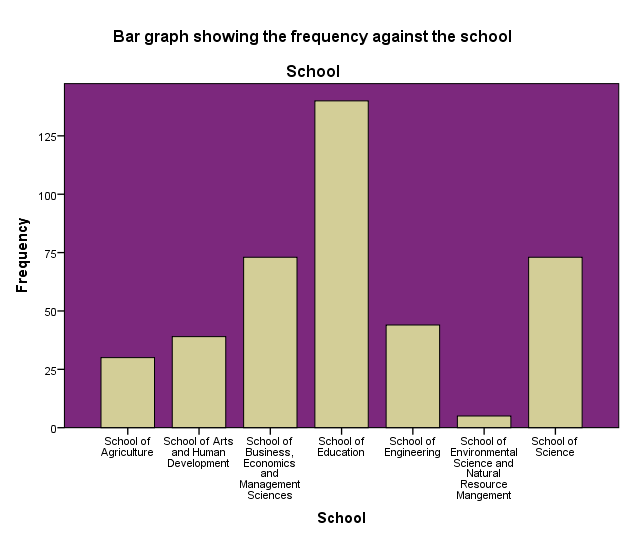 Bar graph showing the frequency against the school
School
Frequency
125
100
75
50
25
0
School of
Agriculture
School of Arts
and Human
Development
School of
Business,
Economics
and
Management
Sciences
School of
Education
School of
Engineering
School of
Environmental
Science and
Natural
Resource
Mangement
School of
Science
School